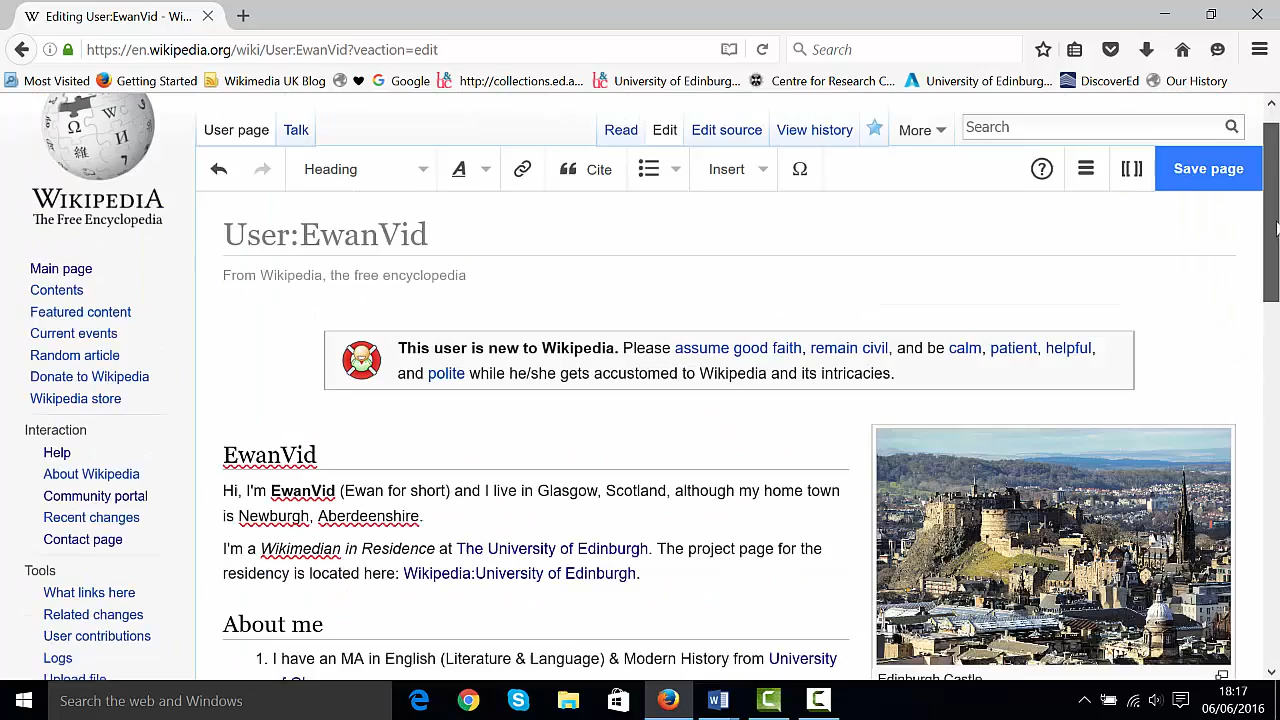 Editing User:EwanVid - Wi...
https://en.wikipedia.org/wiki/User:EwanVid?veaction=edit
Search
Most Visited
Getting Started
Wikimedia UK Blog
Google
http://collections.ed.a...
University of Edinburg...
Centre for Research C...
University of Edinburg...
DiscoverEd
Our History
WIKIPEDIA
The Free Encyclopedia
User page
Talk
Read
Edit
Edit source
View history
More
Search
Heading
A
Cite
Insert
Ω
Save page
Main page
Contents
Featured content
Current events
Random article
Donate to Wikipedia
Wikipedia store
Interaction
Help
About Wikipedia
Community portal
Recent changes
Contact page
Tools
What links here
Related changes
User contributions
Logs
Upload file
User:EwanVid
From Wikipedia, the free encyclopedia
This user is new to Wikipedia. Please assume good faith, remain civil, and be calm, patient, helpful,
and polite while he/she gets accustomed to Wikipedia and its intricacies.
EwanVid
Hi, I'm EwanVid (Ewan for short) and I live in Glasgow, Scotland, although my home town
is Newburgh, Aberdeenshire.
I'm a Wikimedian in Residence at The University of Edinburgh. The project page for the
residency is located here: Wikipedia:University of Edinburgh.
About me
1. I have an MA in English (Literature & Language) & Modern History from University
Edinburgh Castle
Search the web and Windows
18:17
06/06/2016